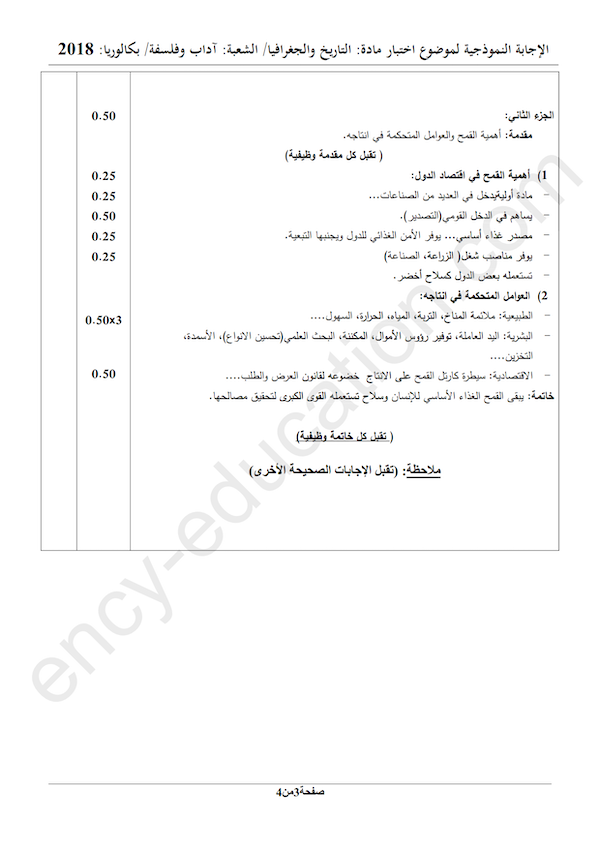 الإجابة النموذجية لموضوع اختبار مادة: التاريخ والجغرافيا/ الشعبة: آداب وفلسفة/ بكالوريا: 2018
الجزء الثاني:
0.50
مقدمة: أهمية القمح والعوامل المتحكمة في انتاجه.
( تقبل كل مقدمة وظيفية)
1) أهمية القمح في اقتصاد الدول:
0.25
- مادة أوليةيدخل في العديد من الصناعات...
0.25
- يساهم في الدخل القومي(التصدير).
0.50
- مصدر غذاء أساسي... يوفر الأمن الغذائي للدول ويجنبها التبعية.
0.25
- يوفر مناصب شغل( الزراعة، الصناعة)
0.25
- تستعمله بعض الدول كسلاح أخضر.
2) العوامل المتحكمة في انتاجه:
- الطبيعية: ملائمة المناخ، التربة، المياه، الحرارة، السهول....
0.50×3
- البشرية: اليد العاملة، توفير رؤوس الأموال، المكننة، البحث العلمي(تحسين الانواع)، الأسمدة،
التخزين....
- الاقتصادية: سيطرة كارتل القمح على الانتاج خضوعه لقانون العرض والطلب....
0.50
خاتمة: يبقى القمح الغذاء الأساسي للإنسان وسلاح تستعمله القوى الكبرى لتحقيق مصالحها.
( تقبل كل خاتمة وظيفية)
ملاحظة: (تقبل الإجابات الصحيحة الأخرى)
ency-education.com
صفحة3من4